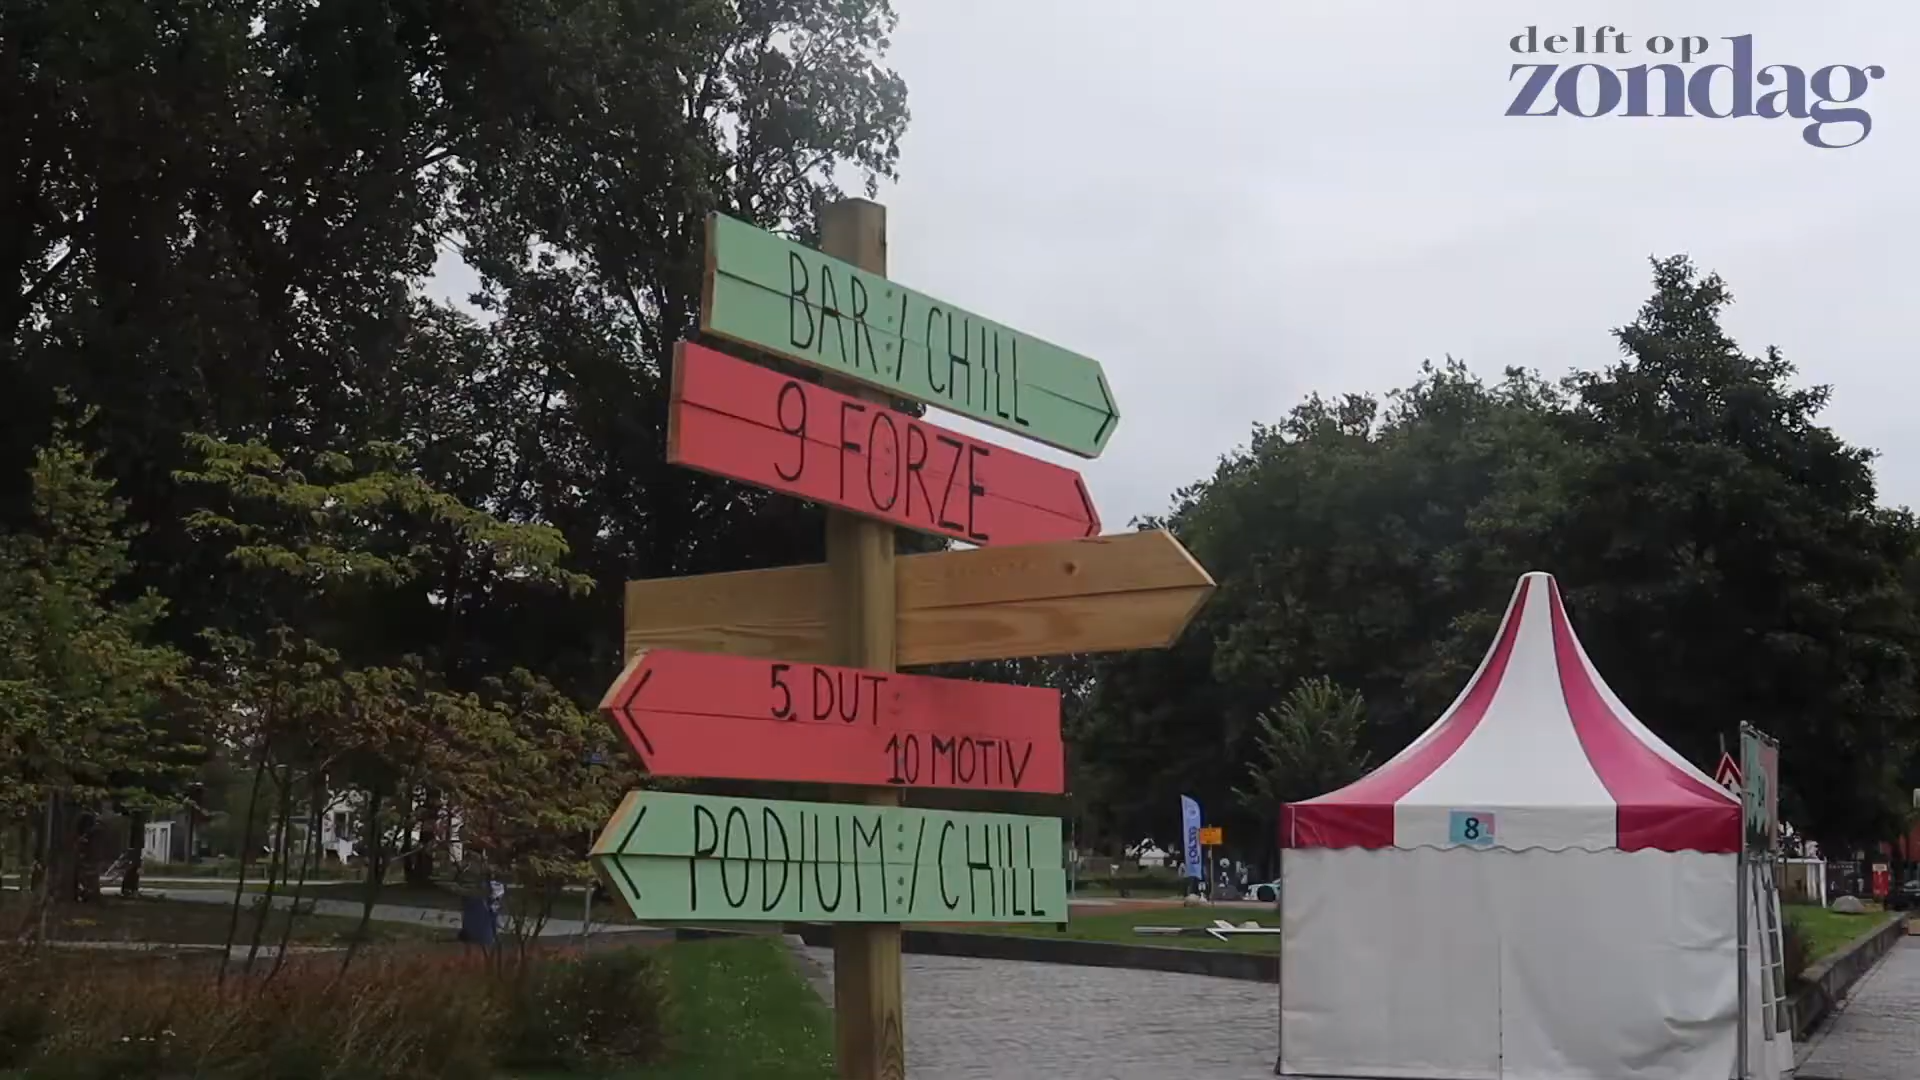 delft op
zondag
BAR / CHILL
9 FORZE
5. DUT
10 MOTIV
PODIUM / CHILL
8